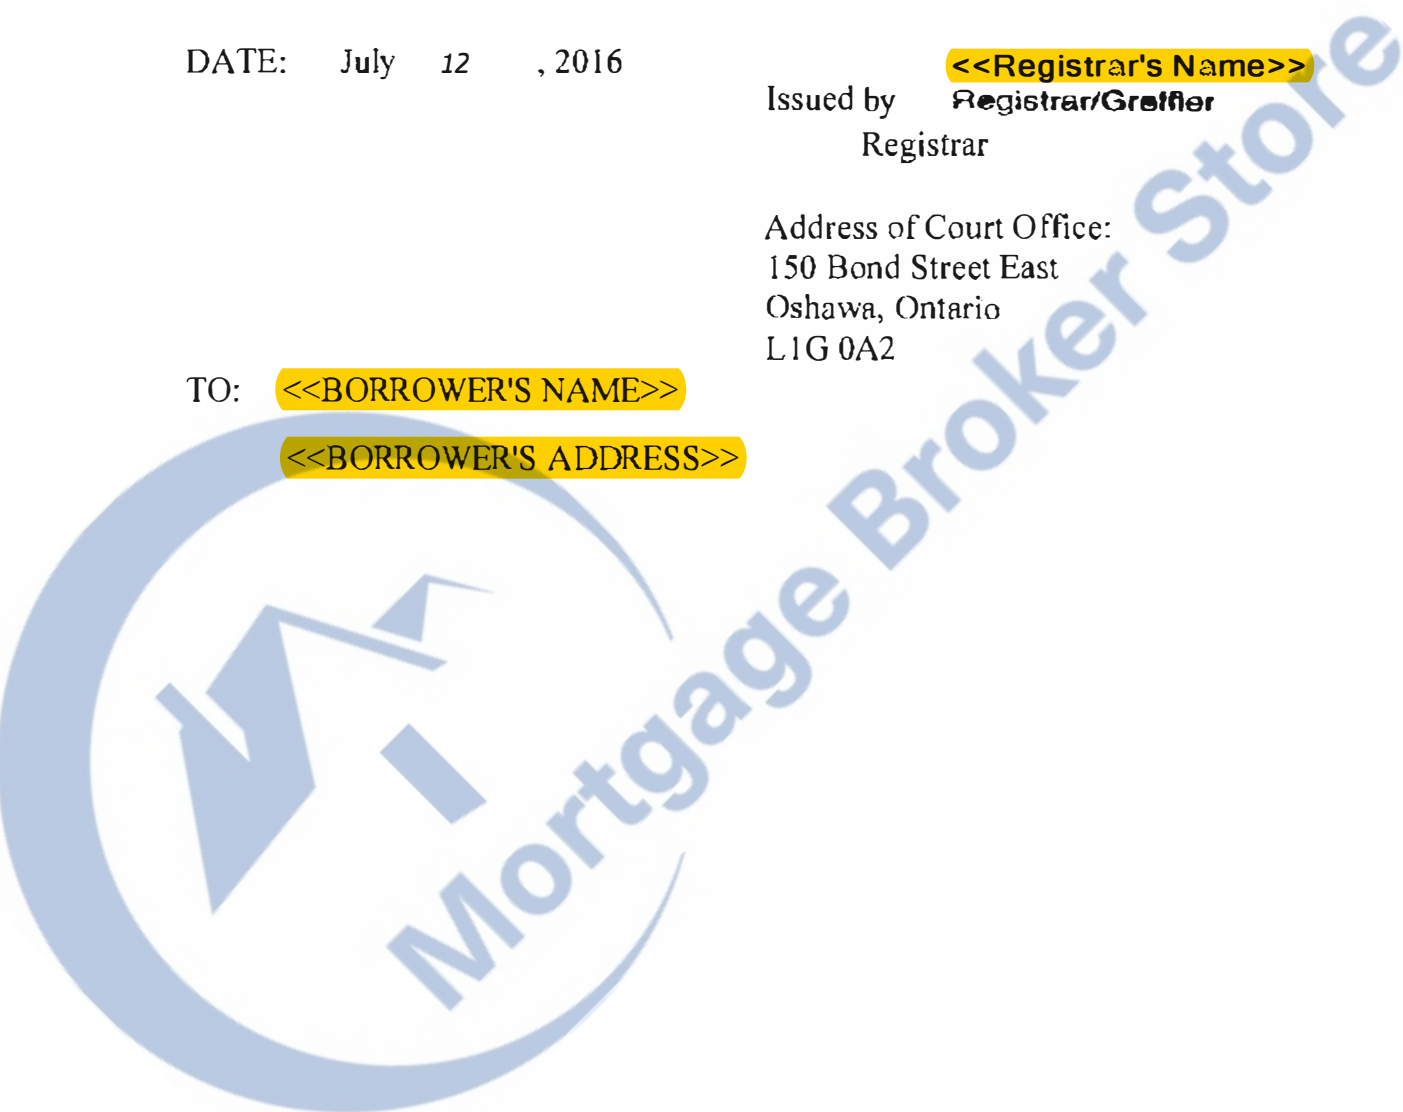 DATE: July 12 , 2016
<<Registrar's Name>>
Issued by Registrar/Greffier
Registrar
Address of Court Office:
150 Bond Street East
Oshawa, Ontario
L1G 0A2
TO: <<BORROWER'S NAME>>
<<BORROWER'S ADDRESS>>
Mortgage Broker Store